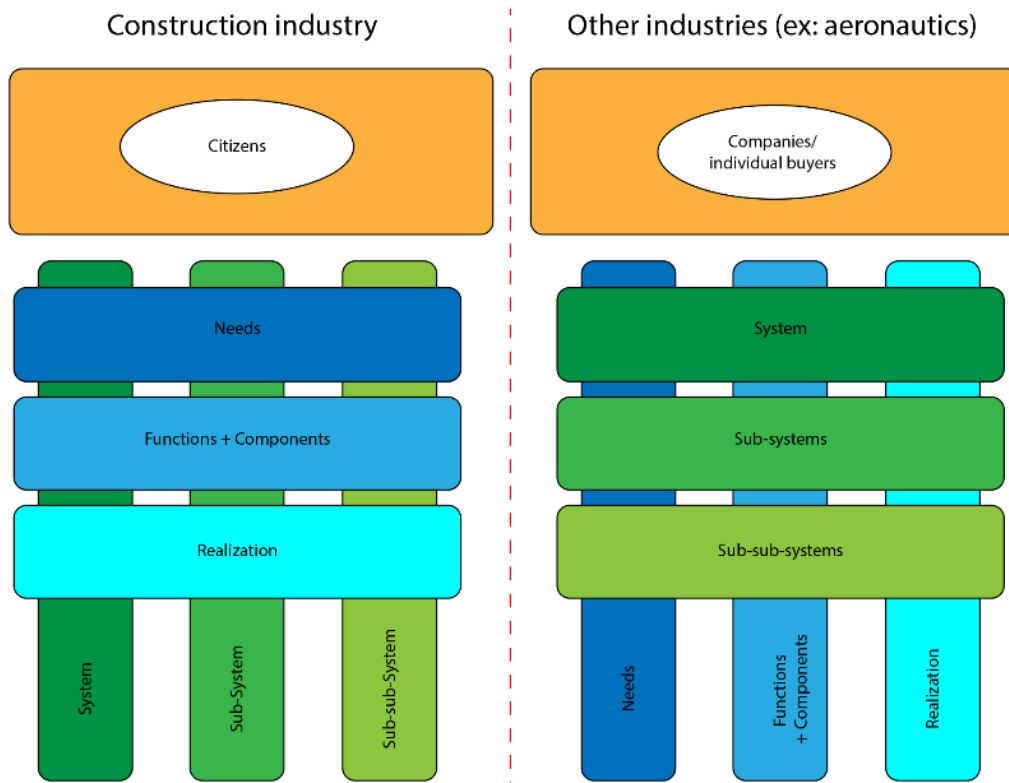 Construction industry
Other industries (ex: aeronautics)
Citizens
Companies/
individual buyers
Needs
Functions + Components
Realization
System
Sub-System
Sub-sub-System
System
Sub-systems
Sub-sub-systems
Needs
Functions
+ Components
Realization